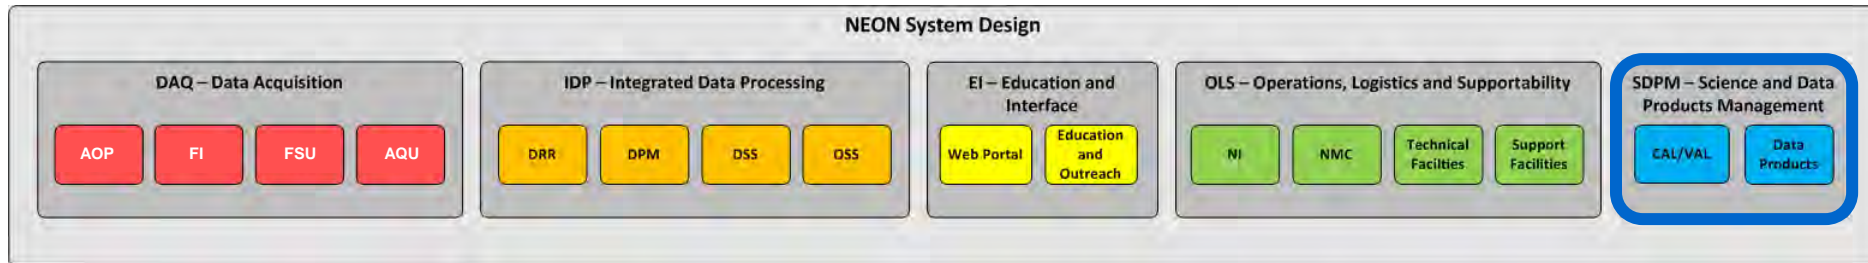 NEON System Design
DAQ – Data Acquisition
AOP
FI
FSU
AQU
IDP – Integrated Data Processing
DRR
DPM
DSS
OSS
EI – Education and
Interface
Web Portal
Education
and
Outreach
OLS – Operations, Logistics and Supportability
NI
NMC
Technical
Facilties
Support
Facilities
SDPM – Science and Data
Products Management
CAL/VAL
Data
Products